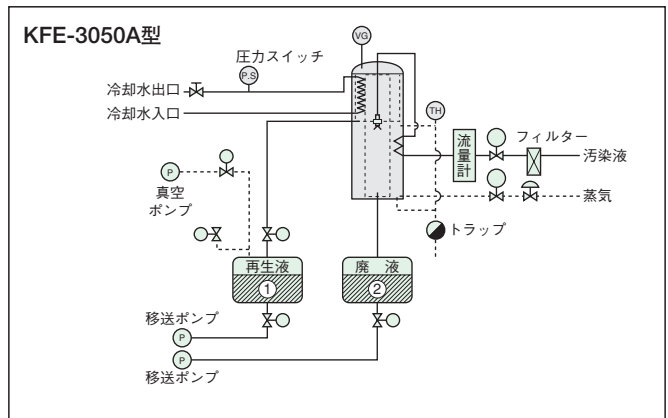 KFE-3050A型
VG
圧力スイッチ
P.S
冷却水出口
冷却水入口
TH
流量計
フィルター
汚染液
P
真空
ポンプ
蒸気
トラップ
再生液
①
廃　液
②
移送ポンプ
P
P
移送ポンプ